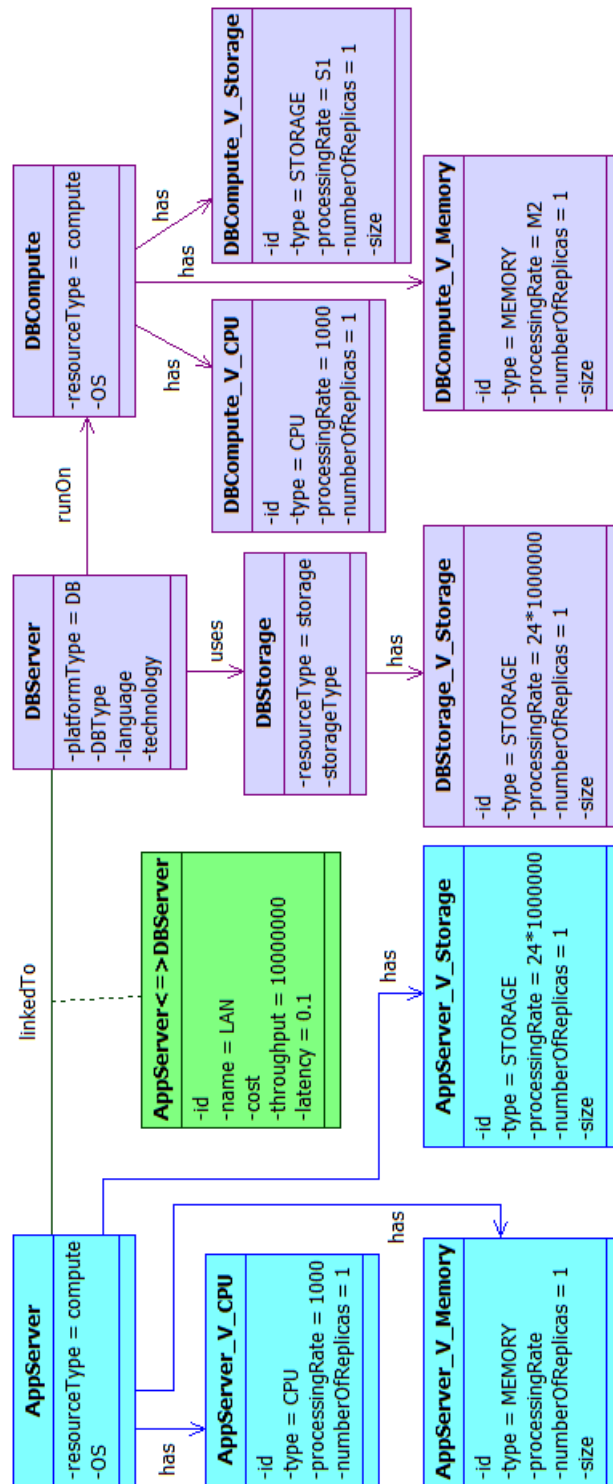 AppServer
-resourceType = compute
-OS
linkedTo
DBServer
-platformType = DB
-DBType
-language
-technology
runOn
DBCompute
-resourceType = compute
-OS
has
AppServer_V_CPU
-id
-type = CPU
-processingRate = 1000
-numberOfReplicas = 1
AppServer<=>DBServer
-id
-name = LAN
-cost
-throughput = 10000000
-latency = 0.1
uses
DBStorage
-resourceType = storage
-storageType
has
DBCompute_V_CPU
-id
-type = CPU
-processingRate = 1000
-numberOfReplicas = 1
has
has
DBCompute_V_Storage
-id
-type = STORAGE
-processingRate = S1
-numberOfReplicas = 1
-size
has
AppServer_V_Memory
-id
-type = MEMORY
-processingRate
-numberOfReplicas = 1
-size
has
AppServer_V_Storage
-id
-type = STORAGE
-processingRate = 24*1000000
-numberOfReplicas = 1
-size
has
DBStorage_V_Storage
-id
-type = STORAGE
-processingRate = 24*1000000
-numberOfReplicas = 1
-size
DBCompute_V_Memory
-id
-type = MEMORY
-processingRate = M2
-numberOfReplicas = 1
-size